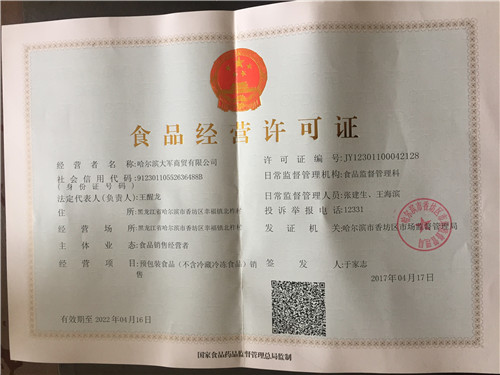 食品经营许可证
经营者名称:哈尔滨大军商贸有限公司
许可证编号:JY12301100042128
社会信用代码:91230110552636488B
(身份证号码)
日常监督管理机构:食品监督管理科
法定代表人(负责人):王醒龙
日常监督管理人员:张建生、王海滨
住所:黑龙江省哈尔滨市香坊区幸福镇北柞村
投诉举报电话:12331
经营场所:黑龙江省哈尔滨市香坊区幸福镇北柞村
发证机关:哈尔滨市香坊区市场监督管理局
主体业态:食品销售经营者
经营项目:预包装食品(不含冷藏冷冻食品)销
售
签发人:于家志
2017年04月17日
有效期至 2022年04月16日
国家食品药品监督管理总局监制